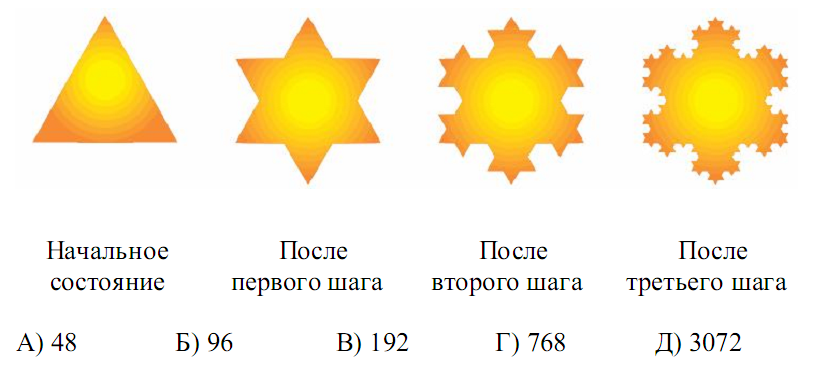 Начальное состояние
После первого шага
После второго шага
После третьего шага
А) 48 Б) 96 В) 192 Г) 768 Д) 3072